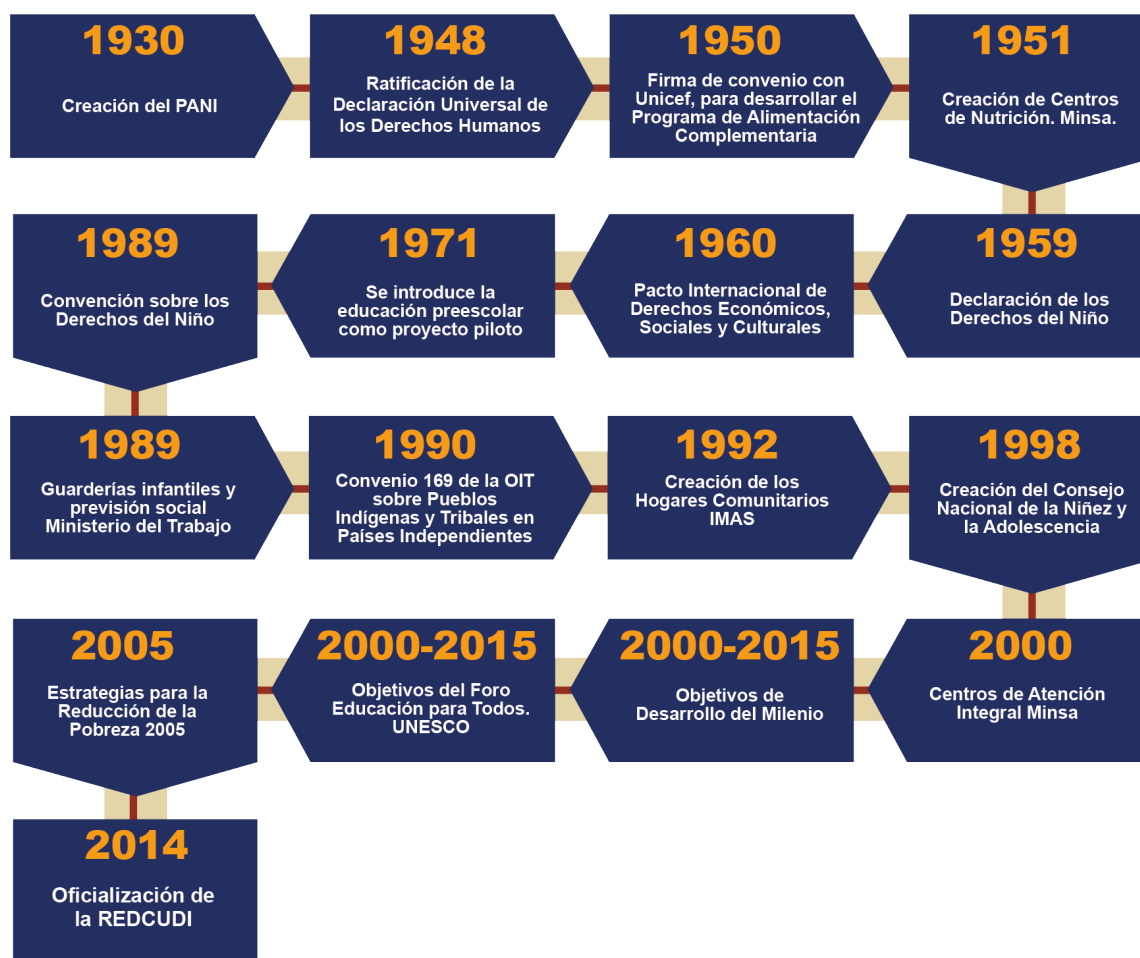 1930
Creación del PANI
1948
Ratificación de la
Declaración Universal de
los Derechos Humanos
1950
Firma de convenio con
Unicef, para desarrollar el
Programa de Alimentación
Complementaria
1951
Creación de Centros
de Nutrición. Minsa.
1959
Declaración de los
Derechos del Niño
1960
Pacto Internacional de
Derechos Económicos,
Sociales y Culturales
1971
Se introduce la
educación preescolar
como proyecto piloto
1989
Convención sobre los
Derechos del Niño
1989
Guarderías infantiles y
previsión social
Ministerio del Trabajo
1990
Convenio 169 de la OIT
sobre Pueblos
Indígenas y Tribales en
Países Independientes
1992
Creación de los
Hogares Comunitarios
IMAS
1998
Creación del Consejo
Nacional de la Niñez y
la Adolescencia
2000
Centros de Atención
Integral Minsa
2000-2015
Objetivos de
Desarrollo del Milenio
2000-2015
Objetivos del Foro
Educación para Todos.
UNESCO
2005
Estrategias para la
Reducción de la
Pobreza 2005
2014
Oficialización de
la REDCUDI